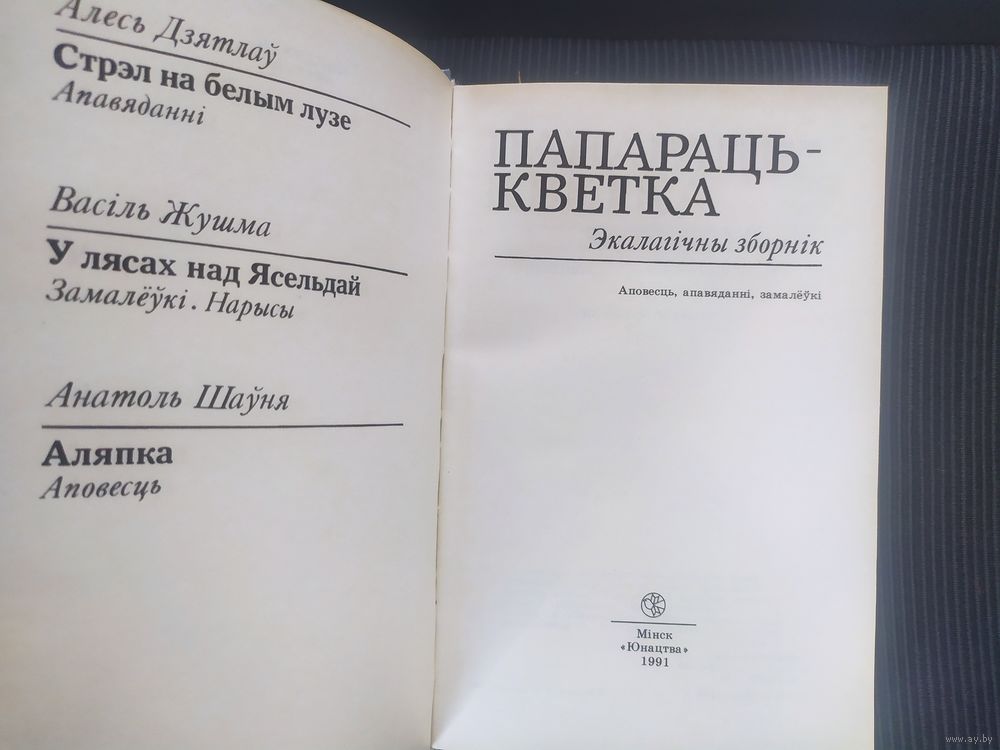 Алесь Дзятлаў
Стрэл на белым лузе
Апавяданні
Васіль Жушма
У лясах над Ясельдай
Замалёўкі. Нарысы
Анатоль Шаўня
Аляпка
Аповесць
ПАПАРАЦЬ-
КВЕТКА
Экалагічны зборнік
Аповесць, апавяданні, замалёўкі
Мінск
«Юнацтва»
1991
www.ay.by